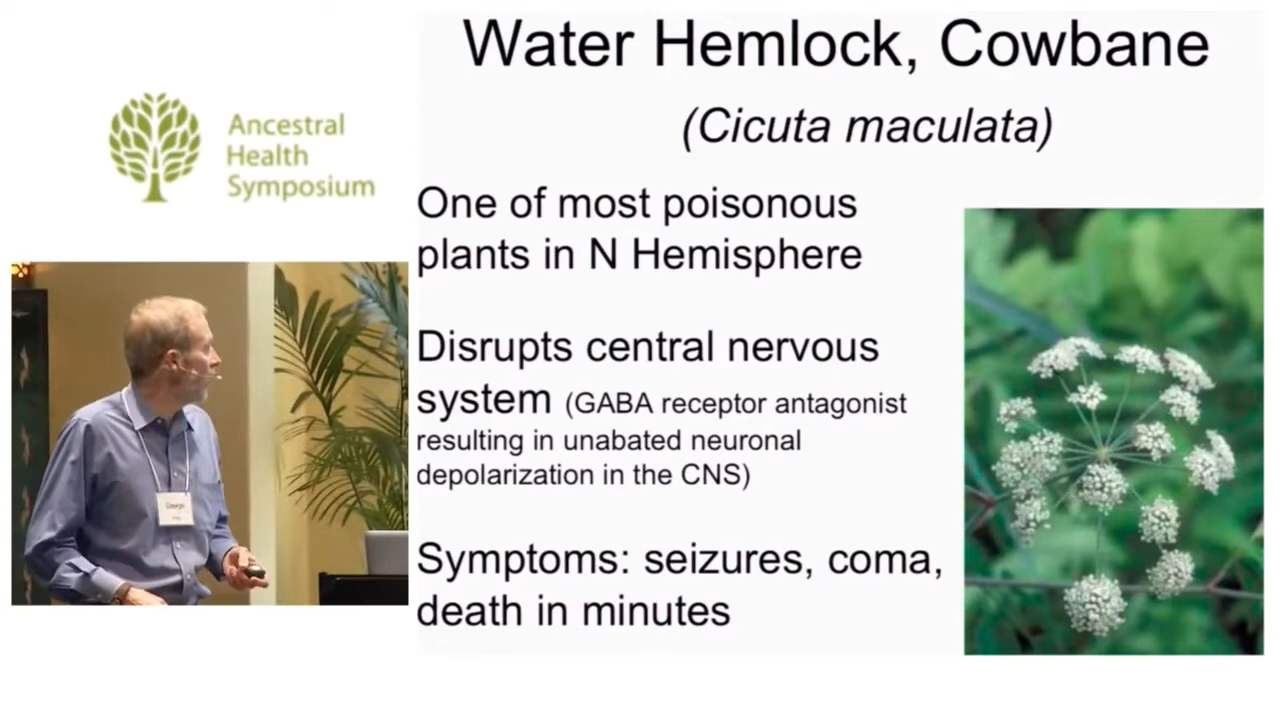 Water Hemlock, Cowbane
(Cicuta maculata)
Ancestral
Health
Symposium
One of most poisonous
plants in N Hemisphere
Disrupts central nervous
system (GABA receptor antagonist
resulting in unabated neuronal
depolarization in the CNS)
Symptoms: seizures, coma,
death in minutes
George